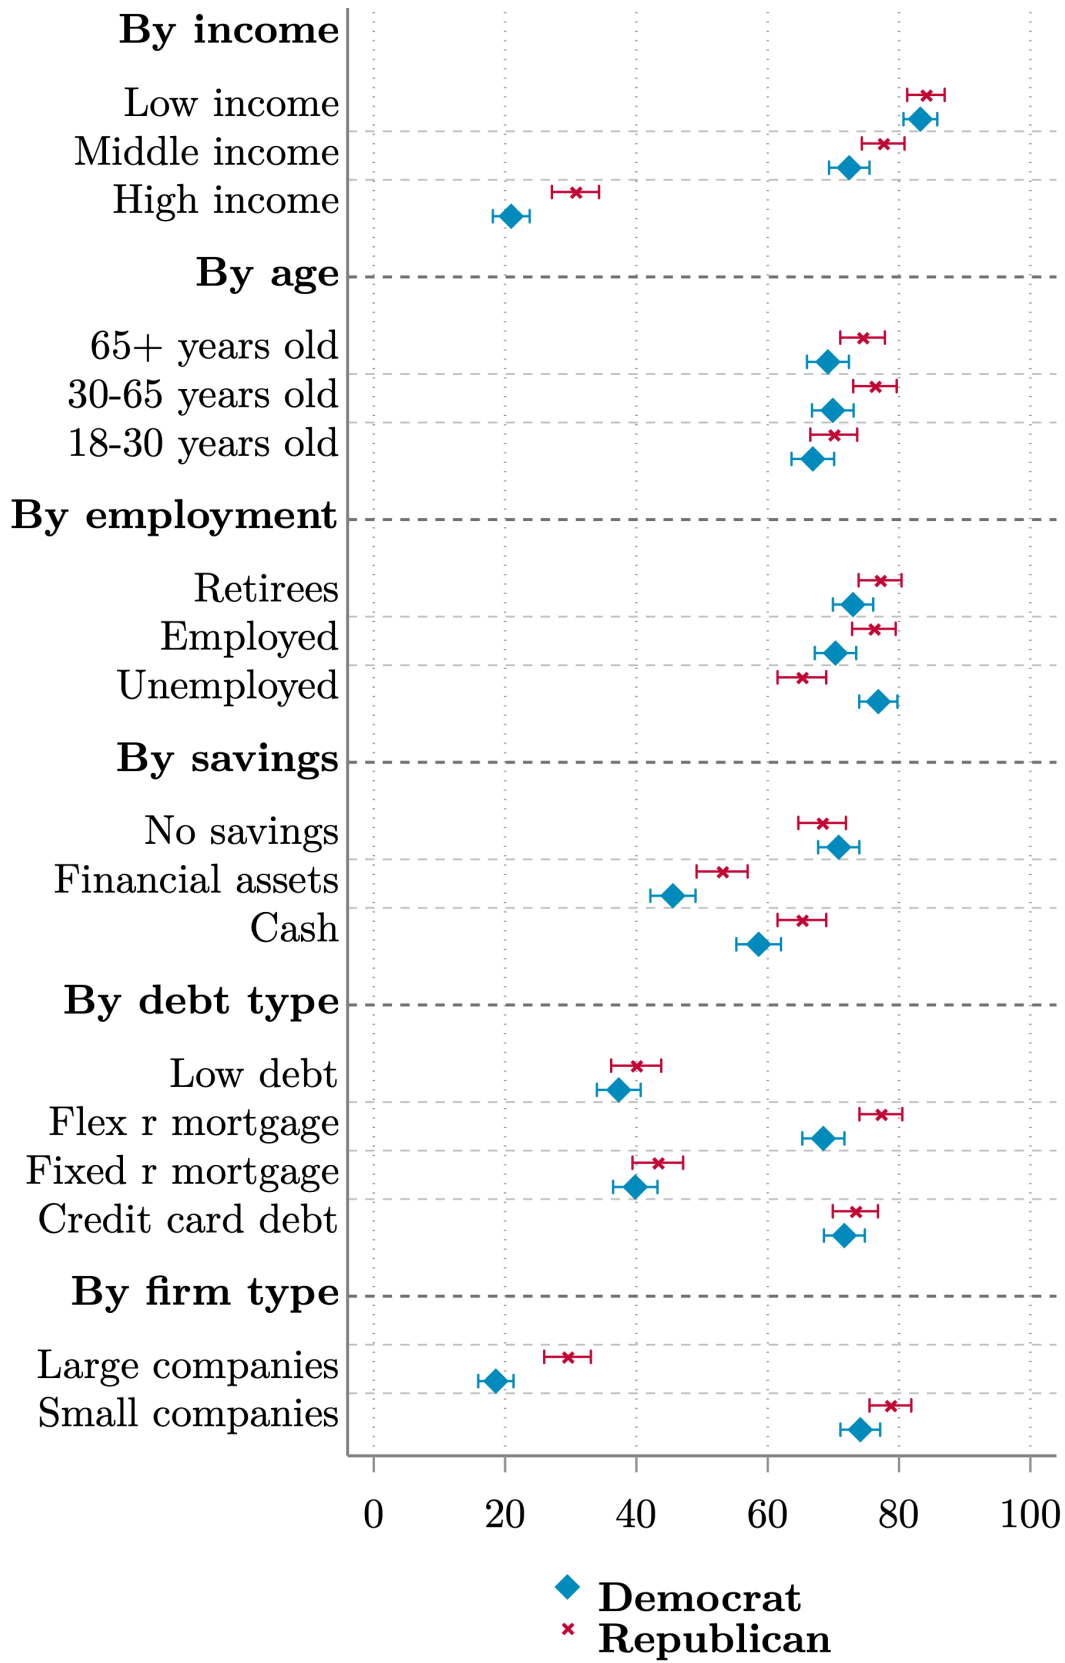 By income
Low income
Middle income
High income
By age
65+ years old
30-65 years old
18-30 years old
By employment
Retirees
Employed
Unemployed
By savings
No savings
Financial assets
Cash
By debt type
Low debt
Flex r mortgage
Fixed r mortgage
Credit card debt
By firm type
Large companies
Small companies
0 20 40 60 80 100
Democrat
Republican